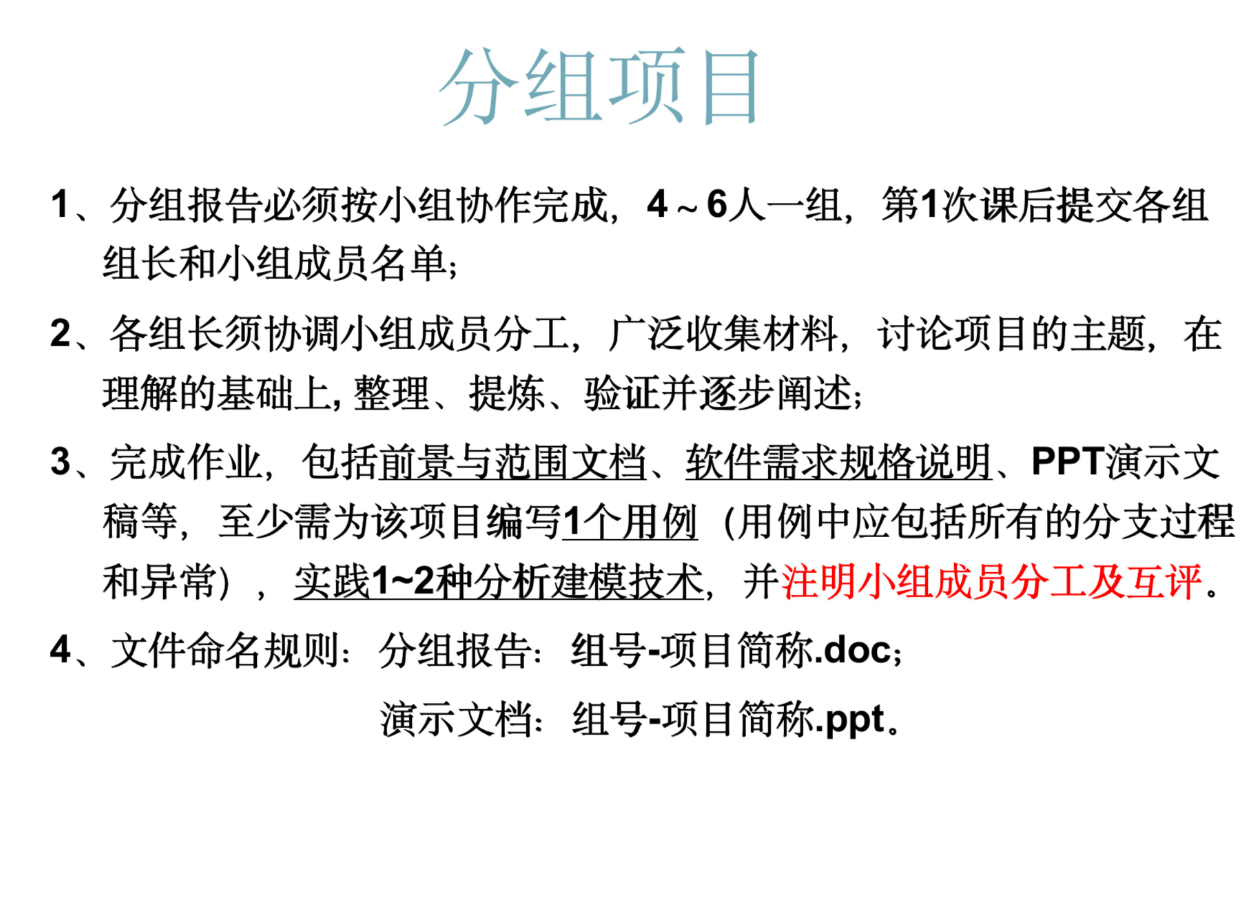 分组项目
1、分组报告必须按小组协作完成，4～6人一组，第1次课后提交各组
组长和小组成员名单；
2、各组长须协调小组成员分工，广泛收集材料，讨论项目的主题，在
理解的基础上, 整理、提炼、验证并逐步阐述；
3、完成作业，包括前景与范围文档、软件需求规格说明、PPT演示文
稿等，至少需为该项目编写1个用例（用例中应包括所有的分支过程
和异常），实践1~2种分析建模技术，并注明小组成员分工及互评。
4、文件命名规则：分组报告：组号-项目简称.doc；
演示文档：组号-项目简称.ppt。